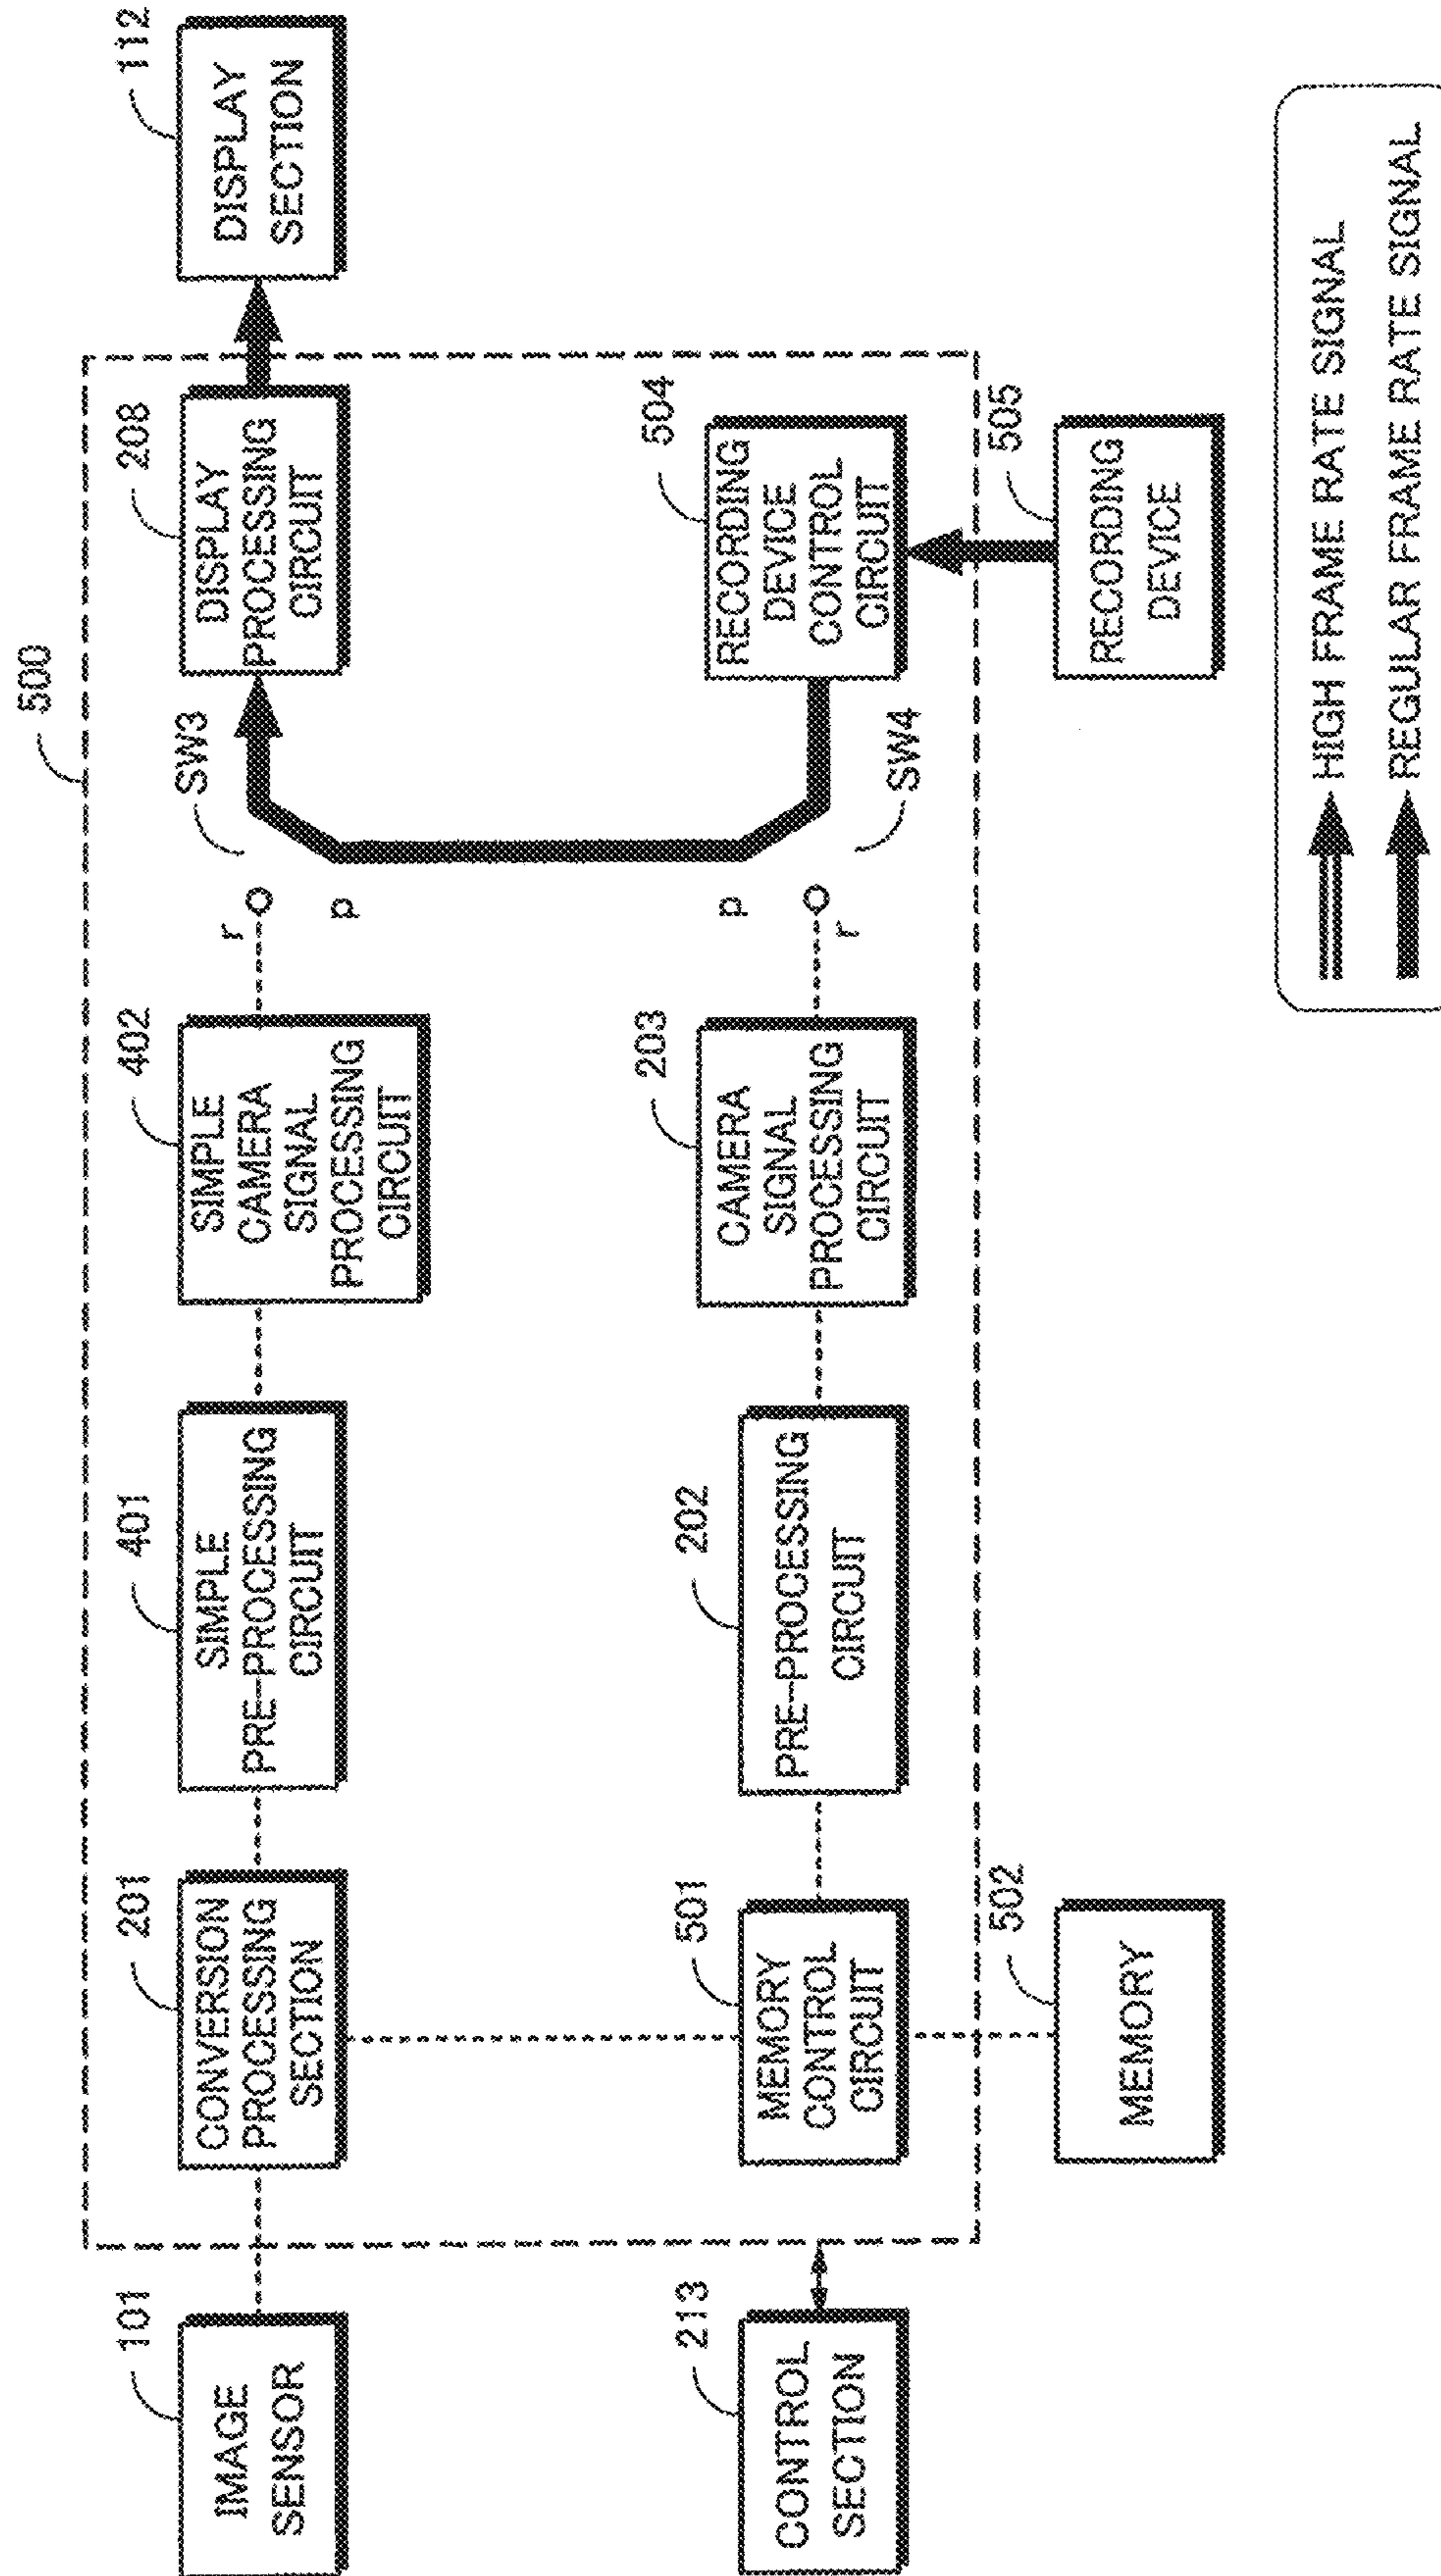 500
101
IMAGE
SENSOR
201
CONVERSION
PROCESSING
SECTION
401
SIMPLE
PRE-PROCESSING
CIRCUIT
402
SIMPLE
CAMERA
SIGNAL
PROCESSING
CIRCUIT
r
p
SW3
208
DISPLAY
PROCESSING
CIRCUIT
112
DISPLAY
SECTION
213
CONTROL
SECTION
501
MEMORY
CONTROL
CIRCUIT
202
PRE-PROCESSING
CIRCUIT
203
CAMERA
SIGNAL
PROCESSING
CIRCUIT
p
r
SW4
504
RECORDING
DEVICE
CONTROL
CIRCUIT
502
MEMORY
505
RECORDING
DEVICE
HIGH FRAME RATE SIGNAL
REGULAR FRAME RATE SIGNAL